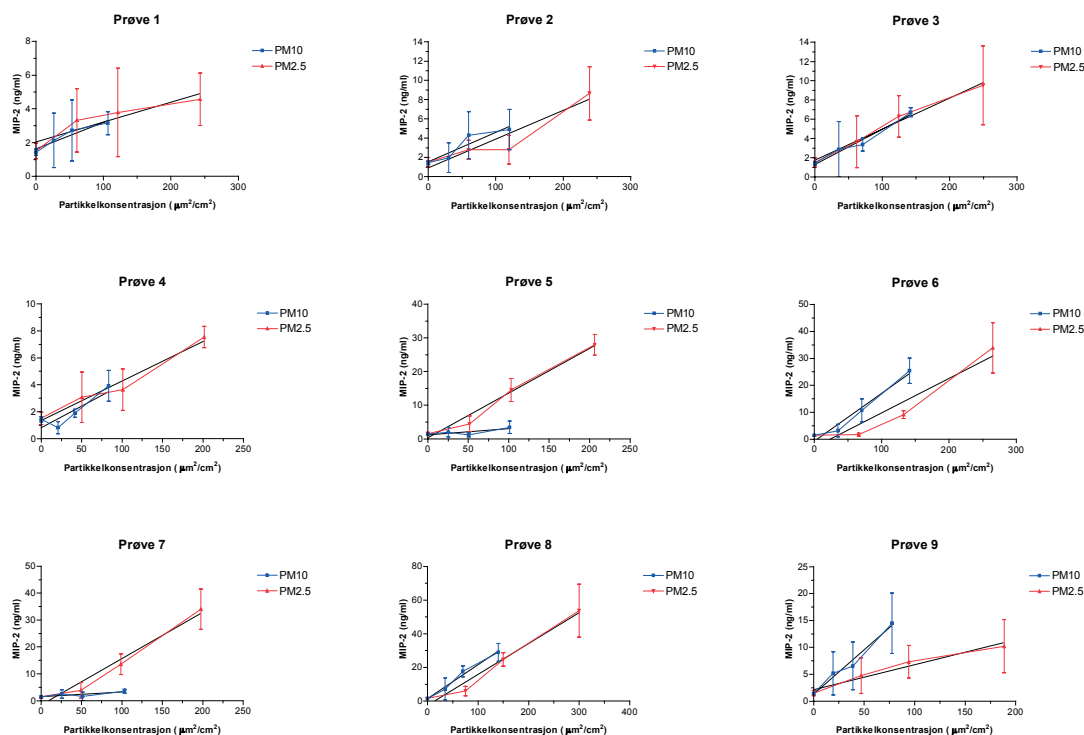 Prøve 1
PM10
PM2.5
MIP-2 (ng/ml)
8
6
4
2
0
0 100 200 300
Partikkelkonsentrasjon ( µm²/cm²)
Prøve 2
PM10
PM2.5
MIP-2 (ng/ml)
14
12
10
8
6
4
2
0
0 100 200 300
Partikkelkonsentrasjon ( µm²/cm²)
Prøve 3
PM10
PM2.5
MIP-2 (ng/ml)
14
12
10
8
6
4
2
0
0 100 200 300
Partikkelkonsentrasjon ( µm²/cm²)
Prøve 4
PM10
PM2.5
MIP-2 (ng/ml)
10
8
6
4
2
0
0 50 100 150 200 250
Partikkelkonsentrasjon ( µm²/cm²)
Prøve 5
PM10
PM2.5
MIP-2 (ng/ml)
40
30
20
10
0
0 50 100 150 200 250
Partikkelkonsentrasjon ( µm²/cm²)
Prøve 6
PM10
PM2.5
MIP-2 (ng/ml)
50
40
30
20
10
0
0 100 200 300
Partikkelkonsentrasjon ( µm²/cm²)
Prøve 7
PM10
PM2.5
MIP-2 (ng/ml)
50
40
30
20
10
0
0 50 100 150 200 250
Partikkelkonsentrasjon ( µm²/cm²)
Prøve 8
PM10
PM2.5
MIP-2 (ng/ml)
80
60
40
20
0
0 100 200 300 400
Partikkelkonsentrasjon ( µm²/cm²)
Prøve 9
PM10
PM2.5
MIP-2 (ng/ml)
25
20
15
10
5
0
0 50 100 150 200
Partikkelkonsentrasjon ( µm²/cm²)